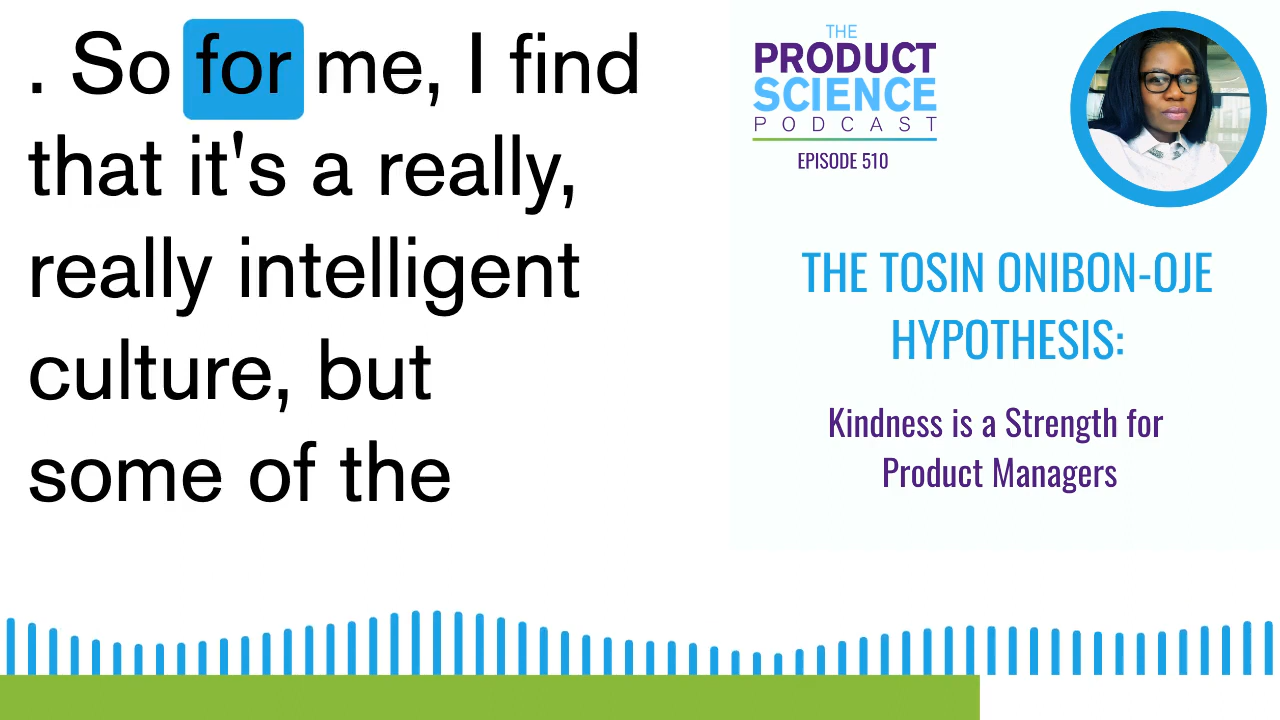 . So for me, I find
that it's a really,
really intelligent
culture, but
some of the
THE
PRODUCT
SCIENCE
PODCAST
EPISODE 510
THE TOSIN ONIBON-OJE
HYPOTHESIS:
Kindness is a Strength for
Product Managers